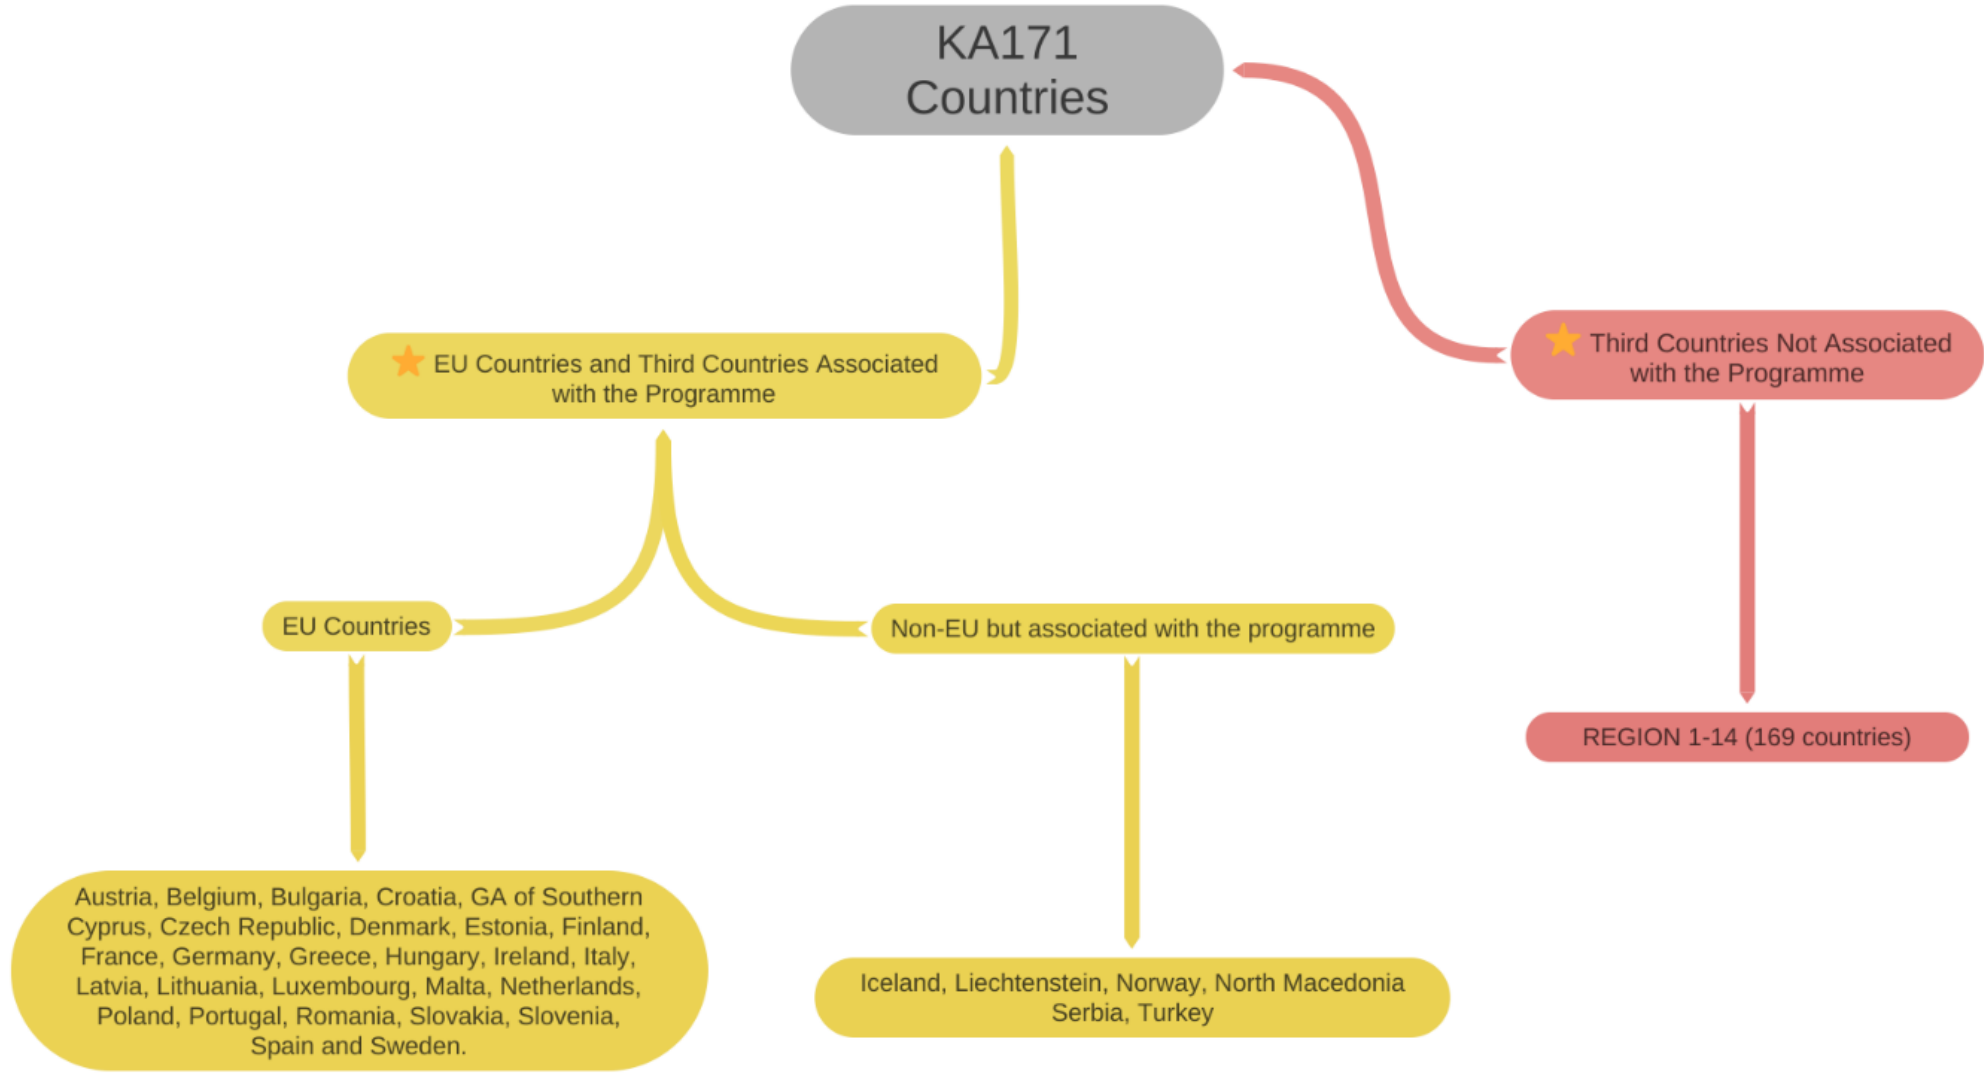 KA171
Countries
EU Countries and Third Countries Associated
with the Programme
Third Countries Not Associated
with the Programme
EU Countries
Non-EU but associated with the programme
REGION 1-14 (169 countries)
Austria, Belgium, Bulgaria, Croatia, GA of Southern
Cyprus, Czech Republic, Denmark, Estonia, Finland,
France, Germany, Greece, Hungary, Ireland, Italy,
Latvia, Lithuania, Luxembourg, Malta, Netherlands,
Poland, Portugal, Romania, Slovakia, Slovenia,
Spain and Sweden.
Iceland, Liechtenstein, Norway, North Macedonia
Serbia, Turkey